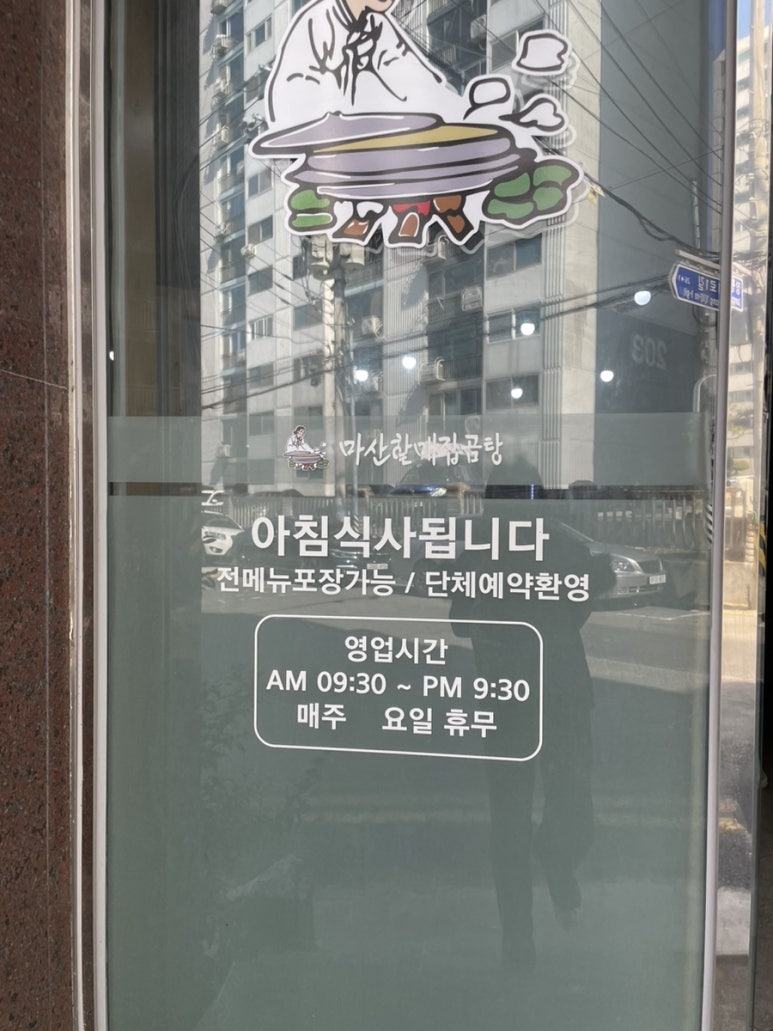 203
마산할매집곰탕
아침식사됩니다
전메뉴포장가능 / 단체예약환영
영업시간
AM 09:30 ~ PM 9:30
매주 요일 휴무